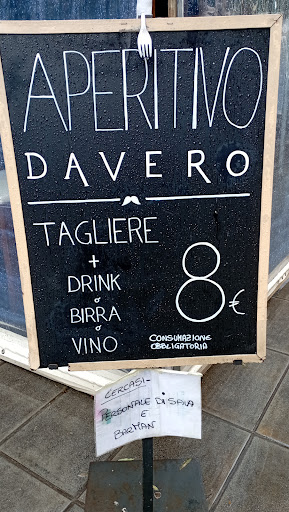 APERITIVO
DAVERO
TAGLIERE
+
DRINK
o
BIRRA
o
VINO
8 €
CONSUMAZIONE
OBBLIGATORIA
CERCASI
PERSONALE DI SALA
E
BARMAN